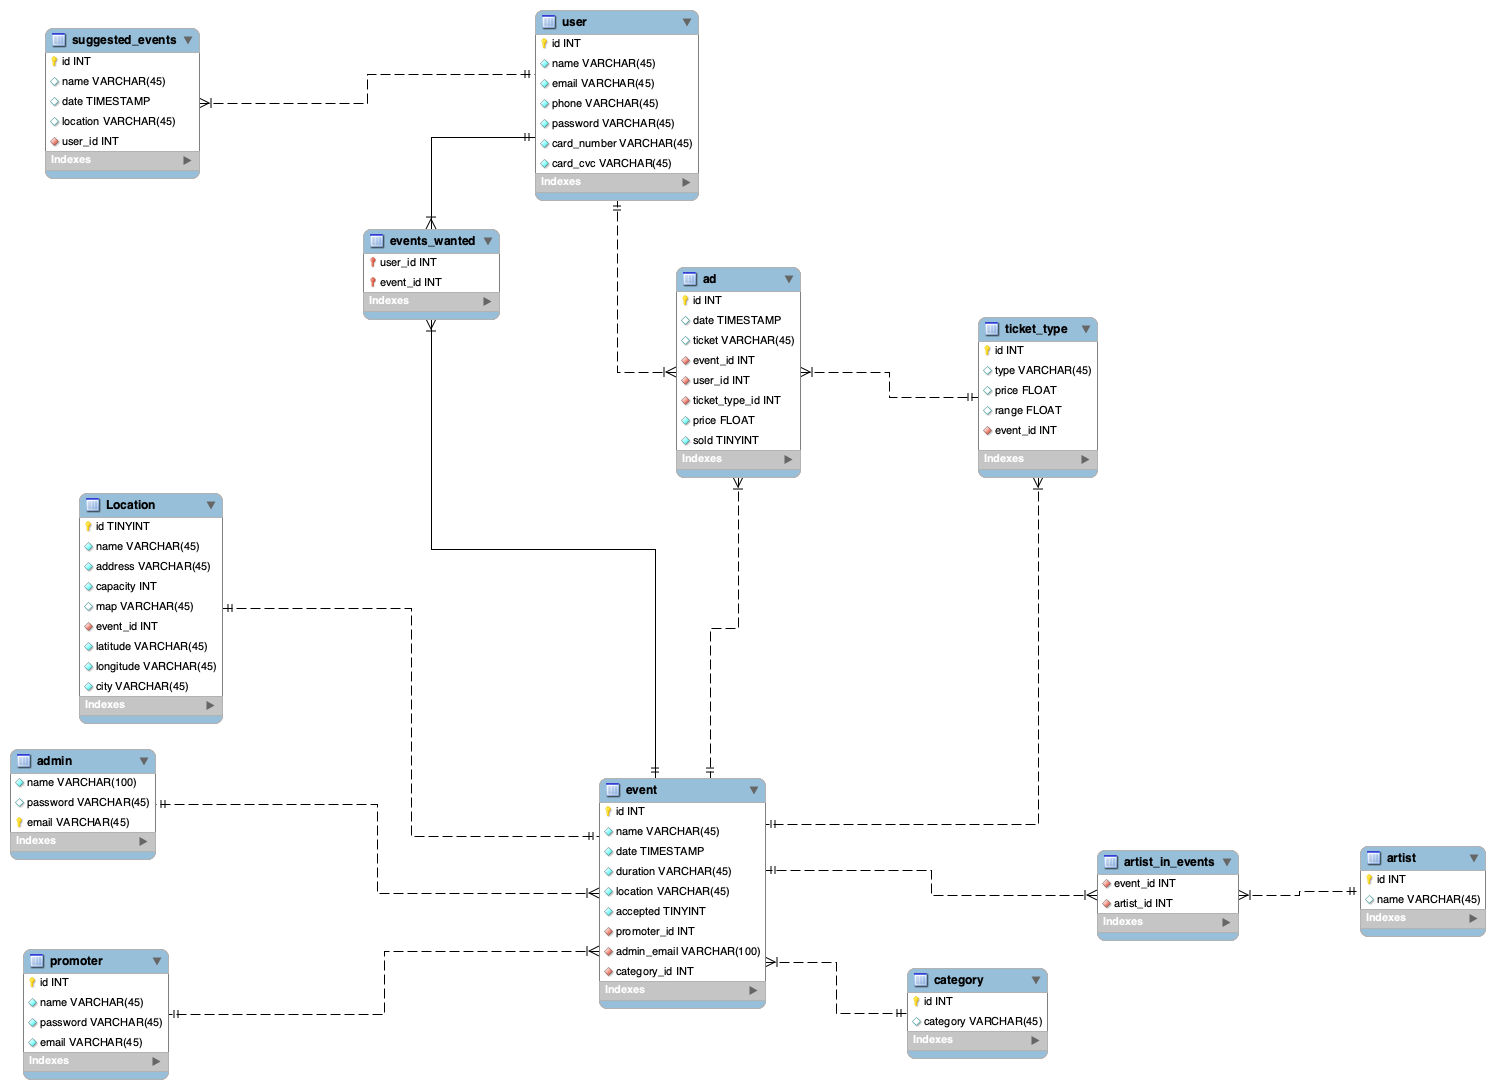 suggested_events
id INT
name VARCHAR(45)
date TIMESTAMP
location VARCHAR(45)
user_id INT
Indexes
user
id INT
name VARCHAR(45)
email VARCHAR(45)
phone VARCHAR(45)
password VARCHAR(45)
card_number VARCHAR(45)
card_cvc VARCHAR(45)
Indexes
events_wanted
user_id INT
event_id INT
Indexes
ad
id INT
date TIMESTAMP
ticket VARCHAR(45)
event_id INT
user_id INT
ticket_type_id INT
price FLOAT
sold TINYINT
Indexes
ticket_type
id INT
type VARCHAR(45)
price FLOAT
range FLOAT
event_id INT
Indexes
Location
id TINYINT
name VARCHAR(45)
address VARCHAR(45)
capacity INT
map VARCHAR(45)
event_id INT
latitude VARCHAR(45)
longitude VARCHAR(45)
city VARCHAR(45)
Indexes
admin
name VARCHAR(100)
password VARCHAR(45)
email VARCHAR(45)
Indexes
event
id INT
name VARCHAR(45)
date TIMESTAMP
duration VARCHAR(45)
location VARCHAR(45)
accepted TINYINT
promoter_id INT
admin_email VARCHAR(100)
category_id INT
Indexes
artist_in_events
event_id INT
artist_id INT
Indexes
artist
id INT
name VARCHAR(45)
Indexes
promoter
id INT
name VARCHAR(45)
password VARCHAR(45)
email VARCHAR(45)
Indexes
category
id INT
category VARCHAR(45)
Indexes